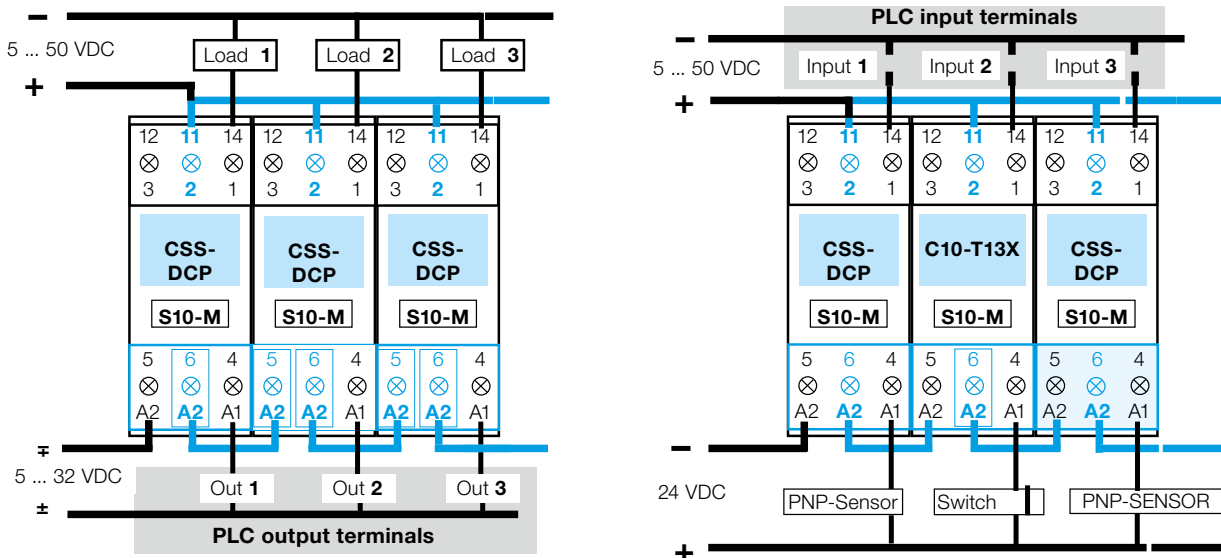 −
5 ... 50 VDC
+
Load 1 Load 2 Load 3
12 11 14 12 11 14 12 11 14
3 2 1 3 2 1 3 2 1
CSS-
DCP
CSS-
DCP
CSS-
DCP
S10-M S10-M S10-M
5 6 4 5 6 4 5 6 4
A2 A2 A1 A2 A2 A1 A2 A2 A1
∓
5 ... 32 VDC
±
Out 1 Out 2 Out 3
PLC output terminals
PLC input terminals
−
5 ... 50 VDC
+
Input 1 Input 2 Input 3
12 11 14 12 11 14 12 11 14
3 2 1 3 2 1 3 2 1
CSS-
DCP
C10-T13X
CSS-
DCP
S10-M S10-M S10-M
5 6 4 5 6 4 5 6 4
A2 A2 A1 A2 A2 A1 A2 A2 A1
−
24 VDC
+
PNP-Sensor Switch PNP-SENSOR